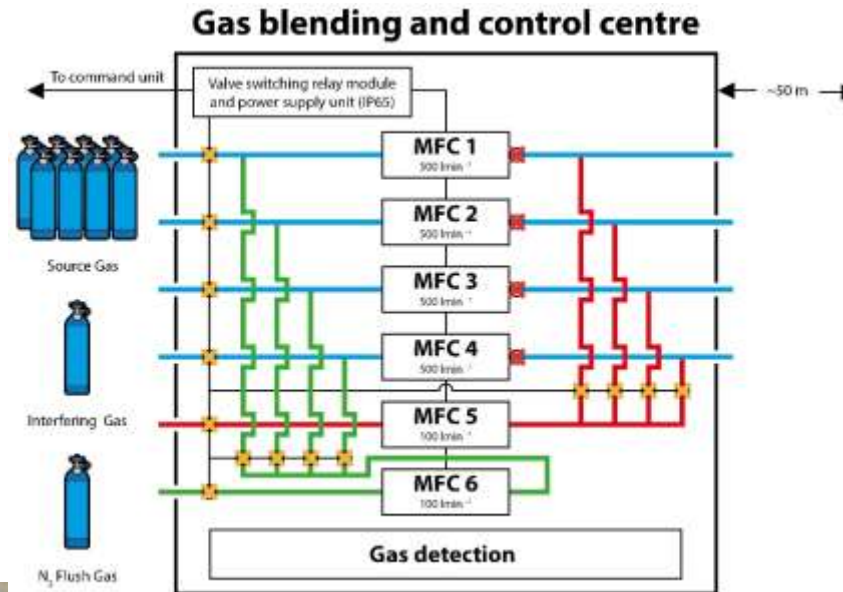 Gas blending and control centre
To command unit
Valve switching relay module
and power supply unit (IP65)
~50 m
MFC 1
500 lmin⁻¹
MFC 2
500 lmin⁻¹
Source Gas
MFC 3
500 lmin⁻¹
MFC 4
500 lmin⁻¹
Interfering Gas
MFC 5
100 lmin⁻¹
MFC 6
100 lmin⁻¹
Gas detection
N₂ Flush Gas